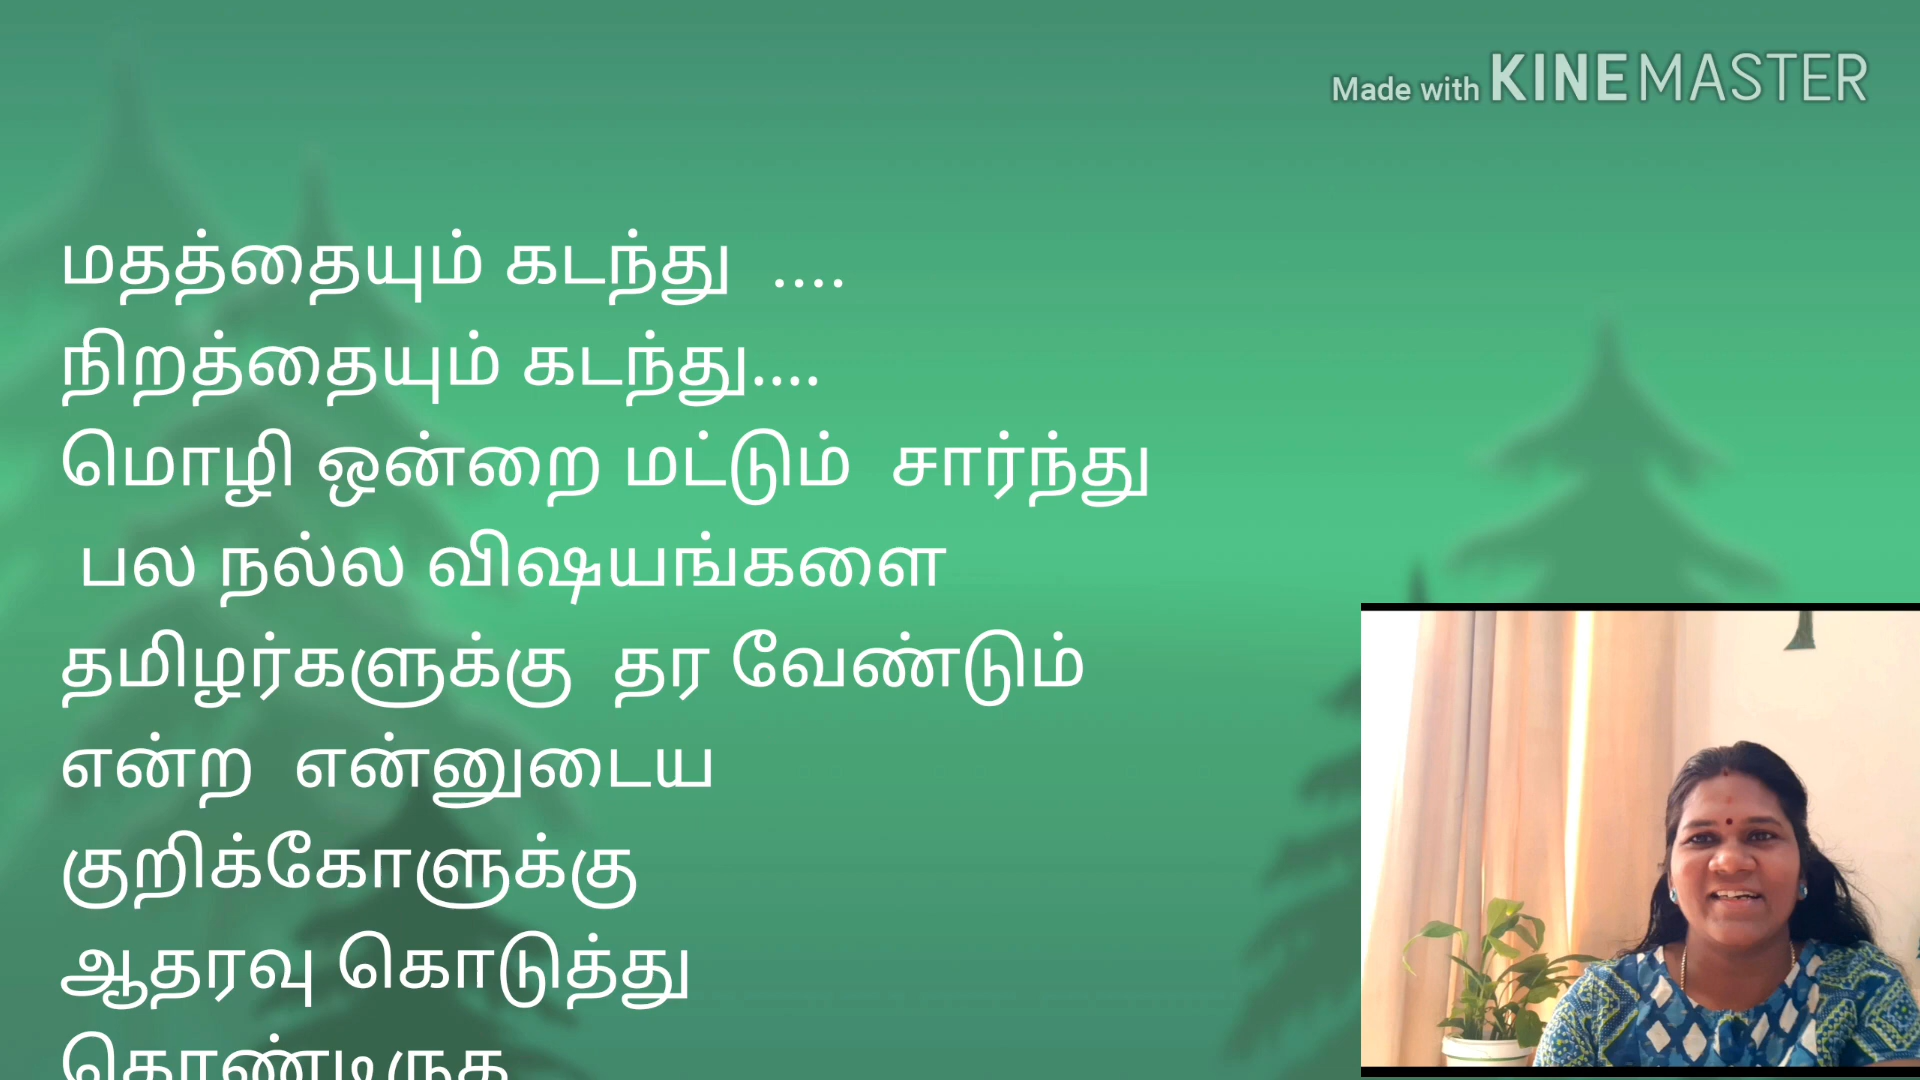 Made with KINEMASTER
மதத்தையும் கடந்து ....
நிறத்தையும் கடந்து....
மொழி ஒன்றை மட்டும் சார்ந்து
பல நல்ல விஷயங்களை
தமிழர்களுக்கு தர வேண்டும்
என்ற என்னுடைய
குறிக்கோளுக்கு
ஆதரவு கொடுத்து